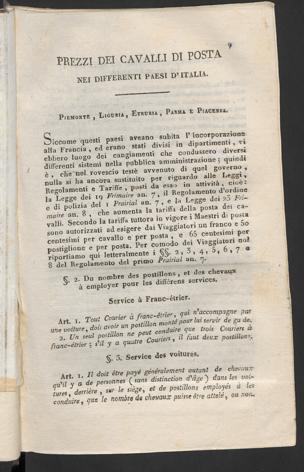 PREZZI DEI CAVALLI DI POSTA
NEI DIFFERENTI PAESI D'ITALIA.
PIEMONTE, LIGURIA, ETRURIA, PARMA E PIACENZA.
Siccome questi paesi aveano subita l'incorporazione
alla Francia, ed erano stati divisi in dipartimenti, vi
ebbero luogo dei cangiamenti che condussero diversi
differenti sistemi nella pubblica amministrazione; quindi
è, che nel rovescio testè avvenuto di quel governo,
nulla si ha ancora sostituito per riguardo alle Leggi,
Regolamenti e Tariffe, posti da esso in attività, cioè:
la Legge dei 19 Frimaire an. 7, il Regolamento d'ordine
e di polizia del 1 Prairial an. 7, e la Legge dei 23 Fri-
maire an. 8, che aumenta la tariffa della posta dei ca-
valli. Secondo la tariffa tuttora in vigore i Maestri di posta
sono autorizzati ad esigere dai Viaggiatori un franco e 50
centesimi per cavallo e per posta, e 65 centesimi per
postiglione e per posta. Per comodo dei Viaggiatori noi
riportiamo qui letteralmente i §§. 2, 3, 4, 5, 6, 7 e
8 del Regolamento del primo Prairial an. 7.
§. 2. Du nombre des postillons, et des chevaux
à employer pour les différens services.
Service à Franc-étrier.
Art. 1. Tout Courier à franc-étrier, qui n'accompagne pas
une voiture, doit avoir un postillon monté pour lui servir de guide.
2. Un seul postillon ne peut conduire que trois Couriers à
franc-étrier; s'il y a quatre Couriers, il faut deux postillons.
§. 3. Service des voitures.
Art. 1. Il doit être payé généralement autant de chevaux
qu'il y a de personnes (sans distinction d'âge) dans les voi-
tures, derrière, sur le siège, et de postillons employés à les
conduire, que le nombre de chevaux puisse être attelé, ou non.